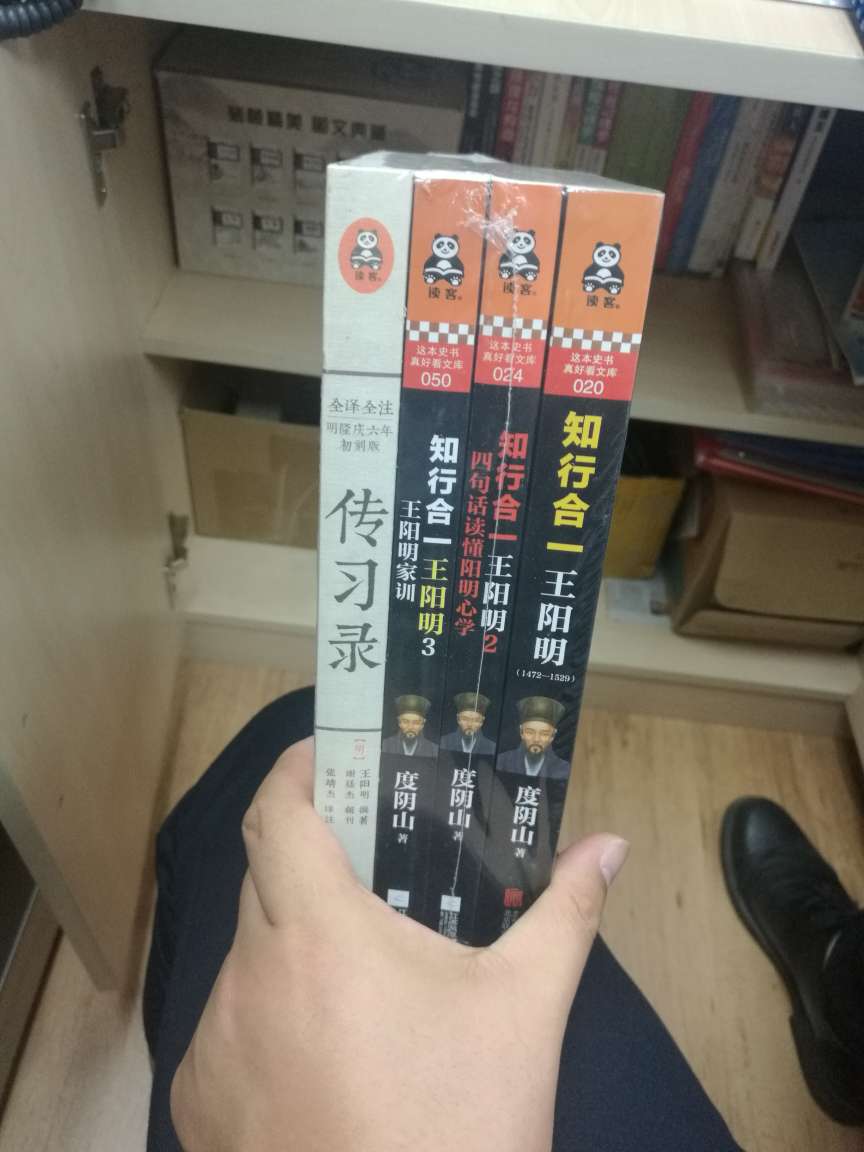 读客
全译全注
明隆庆六年
初刻版
传习录
[明]
王阳明 撰著
谢廷杰 辑刊
张靖杰 译注
读客
这本史书
真好看文库
050
知行合一王阳明3
王阳明家训
度阴山 著
读客
这本史书
真好看文库
024
知行合一王阳明2
四句话读懂阳明心学
度阴山 著
读客
这本史书
真好看文库
020
知行合一
王阳明
(1472—1529)
度阴山 著